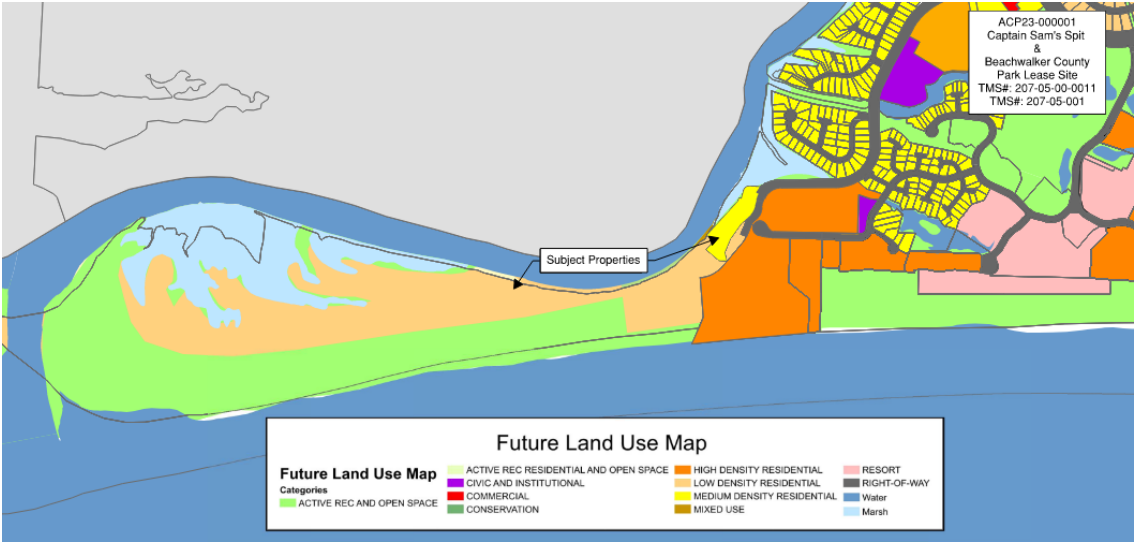 ACP23-000001
Captain Sam's Spit
&
Beachwalker County
Park Lease Site
TMS#: 207-05-00-0011
TMS#: 207-05-001
Subject Properties
Future Land Use Map
Future Land Use Map
Categories
ACTIVE REC AND OPEN SPACE
ACTIVE REC RESIDENTIAL AND OPEN SPACE
CIVIC AND INSTITUTIONAL
COMMERCIAL
CONSERVATION
HIGH DENSITY RESIDENTIAL
LOW DENSITY RESIDENTIAL
MEDIUM DENSITY RESIDENTIAL
MIXED USE
RESORT
RIGHT-OF-WAY
Water
Marsh